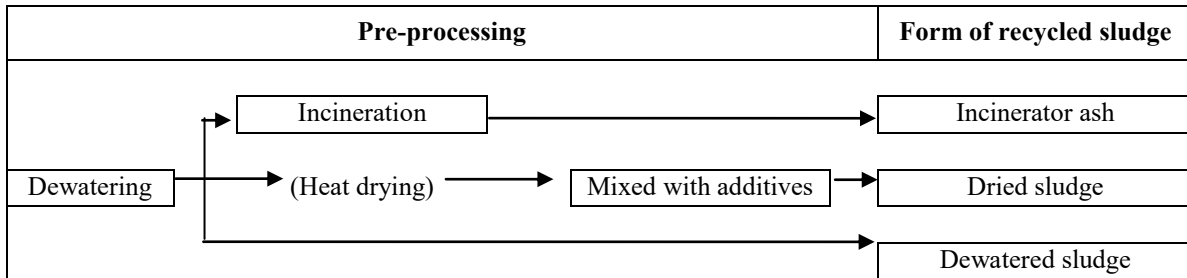 Pre-processing Form of recycled sludge
Incineration Incinerator ash
Dewatering (Heat drying) Mixed with additives Dried sludge
Dewatered sludge